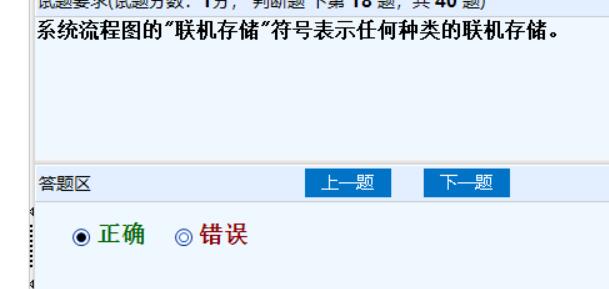 试题要求(试题分数：1分， 判断题 下第 18 题，共 40 题)
系统流程图的"联机存储"符号表示任何种类的联机存储。
答题区 上一题 下一题
正确 错误